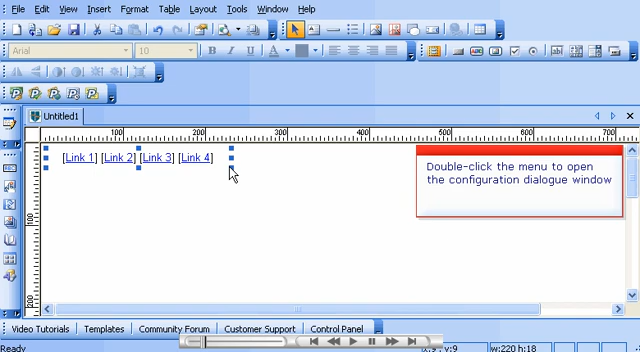 File Edit View Insert Format Table Layout Tools Window Help
Arial 10 B I U A
Untitled1
100 200 300 400 500 600 700
[Link 1] [Link 2] [Link 3] [Link 4]
Double-click the menu to open
the configuration dialogue window
100
200
Video Tutorials Templates Community Forum Customer Support Control Panel
Ready x:9 y:9 w:220 h:18